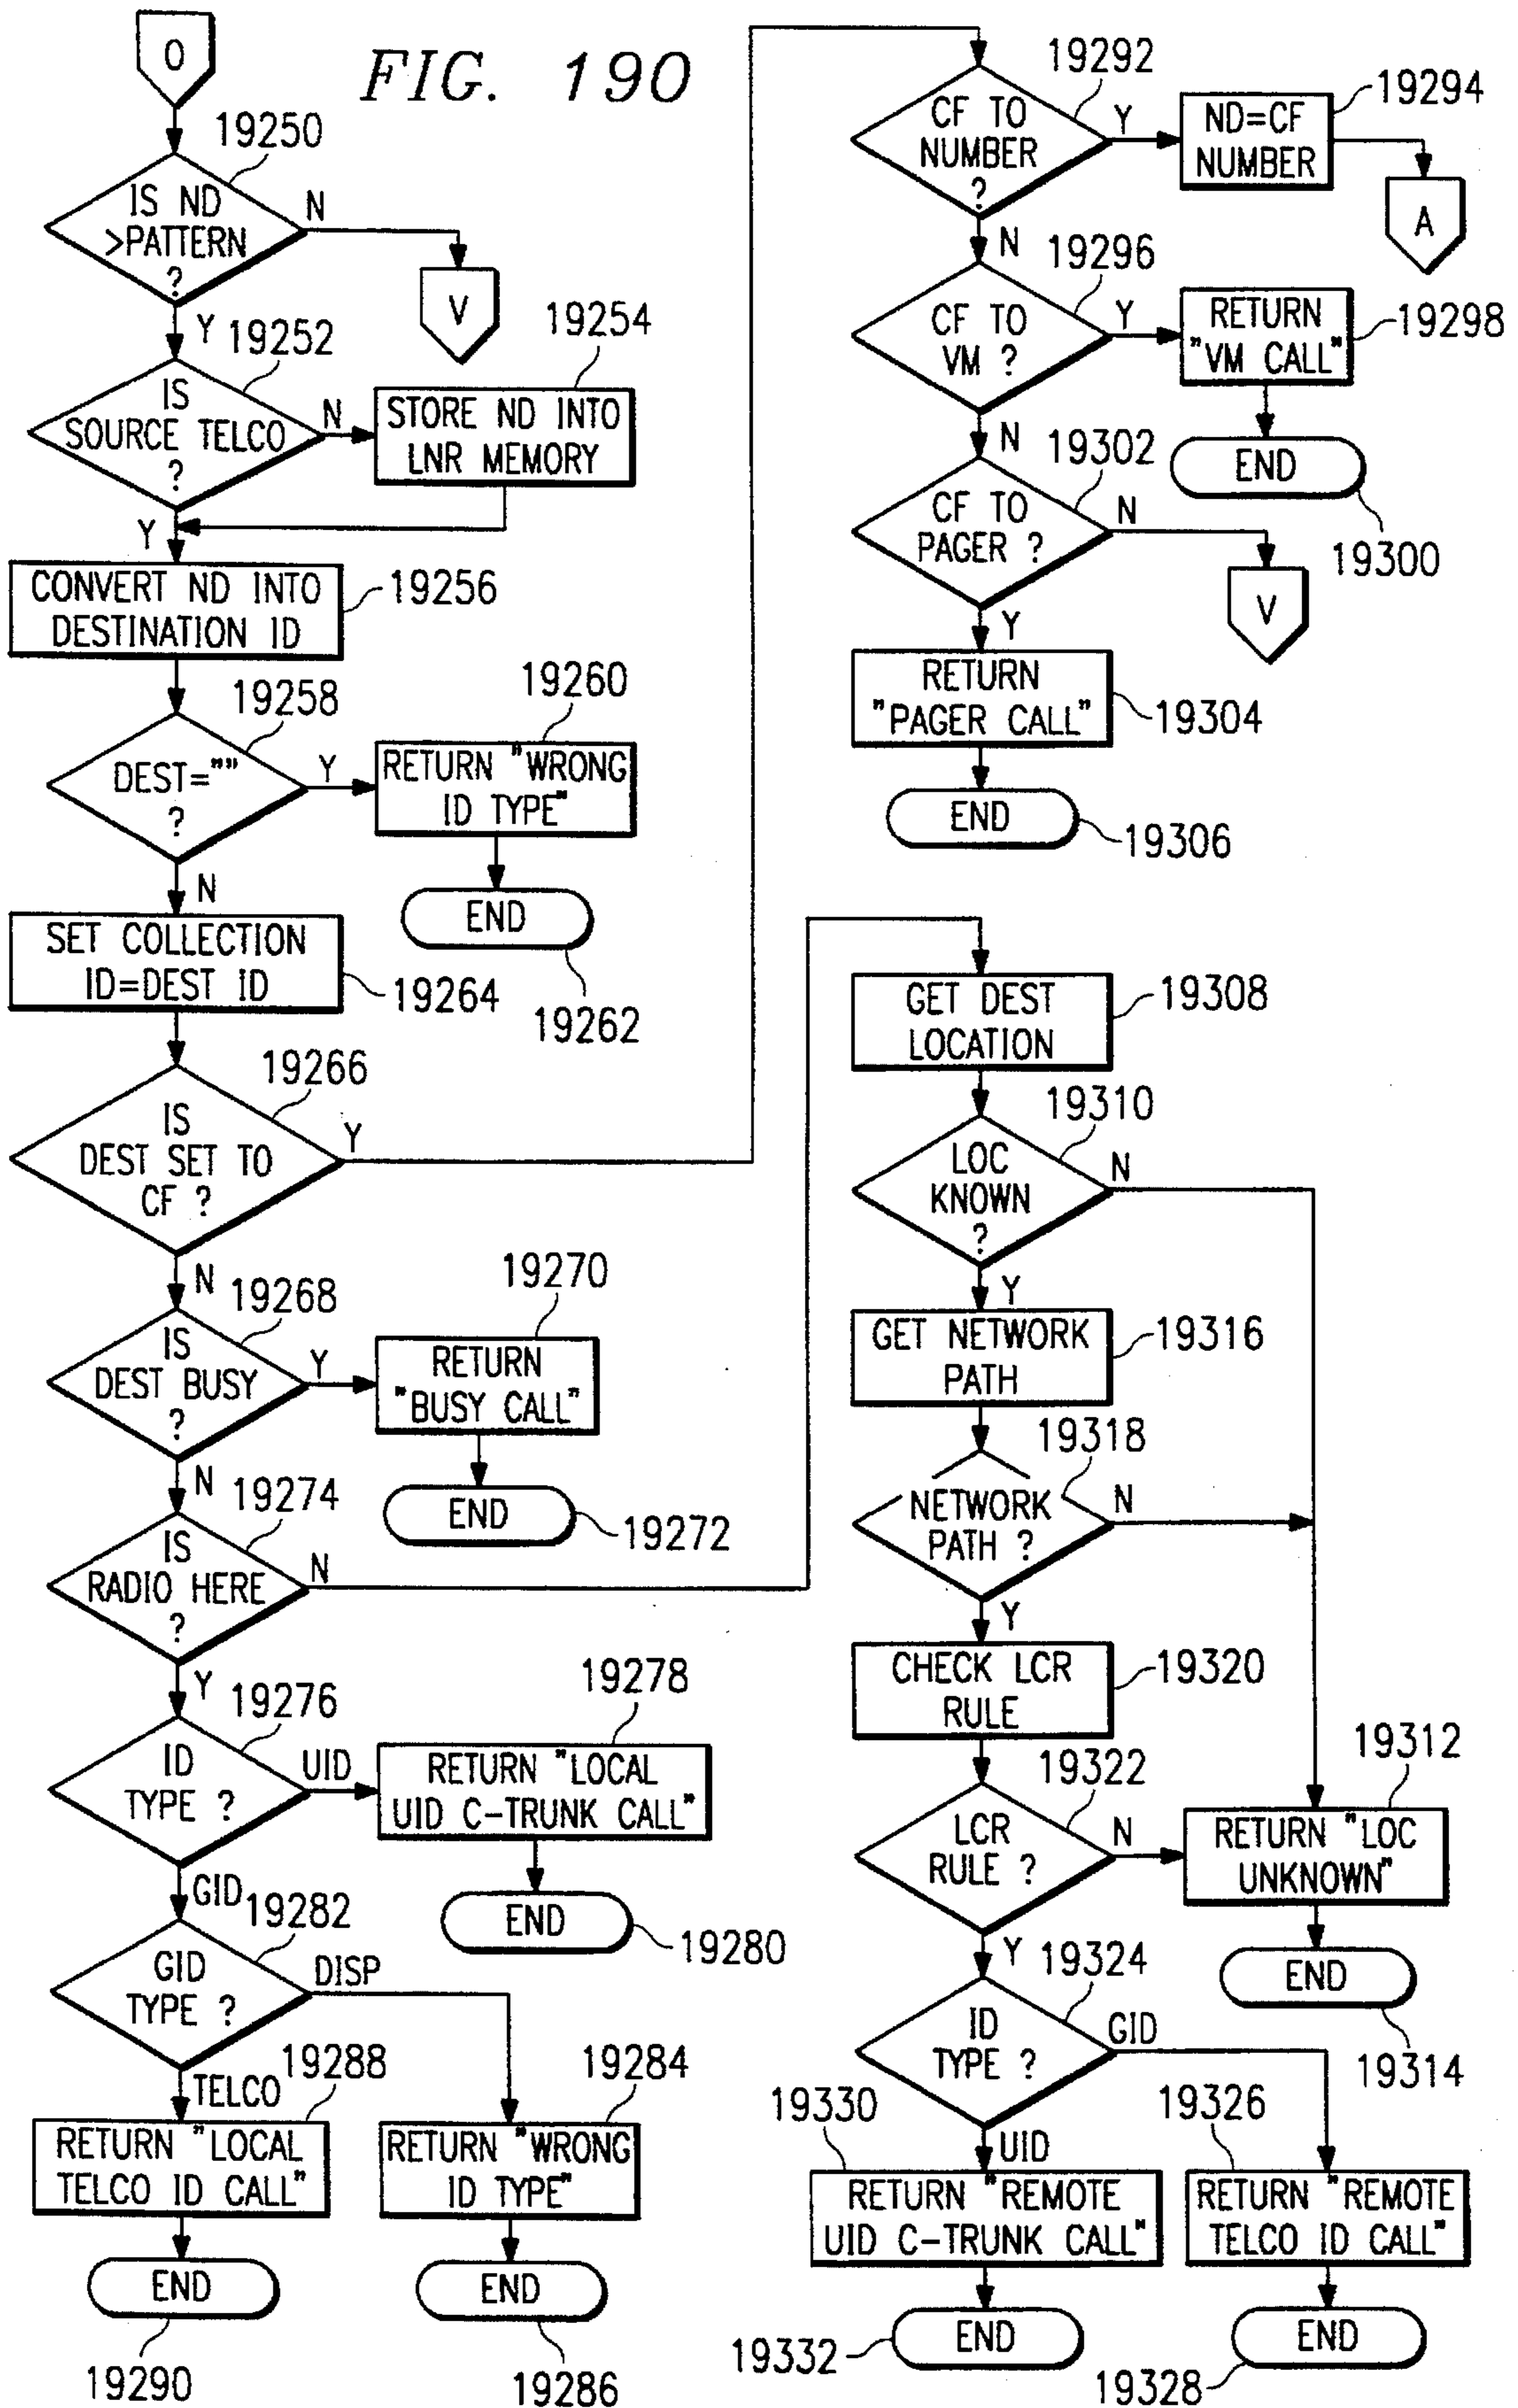 O
FIG. 190
19250
IS ND
>PATTERN
?
N
V
Y
19252
IS
SOURCE TELCO
?
N
19254
STORE ND INTO
LNR MEMORY
Y
CONVERT ND INTO
DESTINATION ID
19256
19258
DEST=""
?
Y
19260
RETURN "WRONG
ID TYPE"
END
19262
N
SET COLLECTION
ID=DEST ID
19264
19266
IS
DEST SET TO
CF ?
Y
N
19268
IS
DEST BUSY
?
Y
19270
RETURN
"BUSY CALL"
END
19272
N
19274
IS
RADIO HERE
?
N
Y
19276
ID
TYPE ?
UID
19278
RETURN "LOCAL
UID C-TRUNK CALL"
END
19280
GID
19282
GID
TYPE ?
DISP
TELCO
19288
RETURN "LOCAL
TELCO ID CALL"
END
19290
19284
RETURN "WRONG
ID TYPE"
END
19286
19292
CF TO
NUMBER
?
Y
19294
ND=CF
NUMBER
A
N
19296
CF TO
VM ?
Y
RETURN
"VM CALL"
19298
END
19300
N
19302
CF TO
PAGER ?
N
V
Y
RETURN
"PAGER CALL"
19304
END
19306
GET DEST
LOCATION
19308
19310
LOC
KNOWN
?
N
Y
GET NETWORK
PATH
19316
19318
NETWORK
PATH ?
N
Y
CHECK LCR
RULE
19320
19322
LCR
RULE ?
N
19312
RETURN "LOC
UNKNOWN"
END
19314
Y
19324
ID
TYPE ?
GID
UID
19330
RETURN "REMOTE
UID C-TRUNK CALL"
END
19332
19326
RETURN "REMOTE
TELCO ID CALL"
END
19328